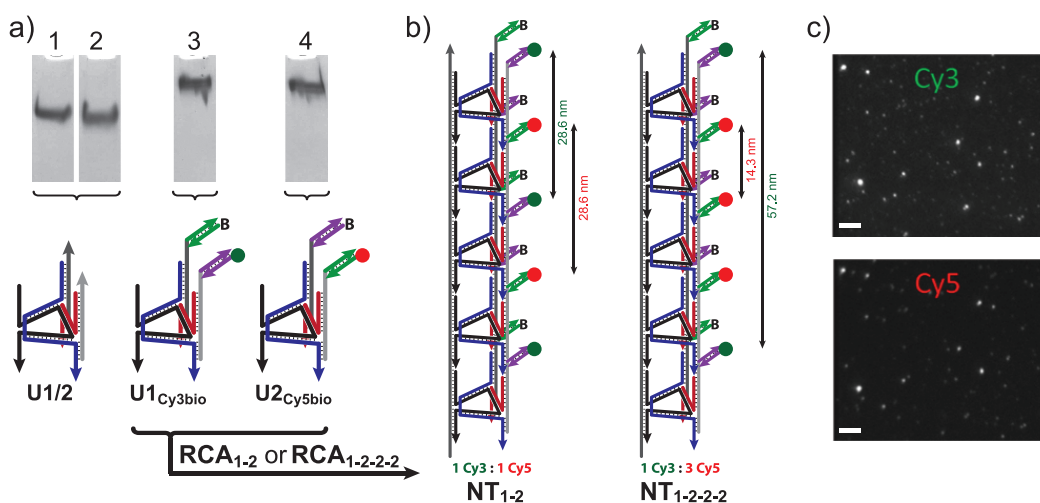 a)
1 2 3 4
U1/2
U1Cy3bio
U2Cy5bio
RCA1-2 or RCA1-2-2-2
b)
B
B
B
B
B
B
28.6 nm
28.6 nm
1 Cy3 : 1 Cy5
NT1-2
B
B
B
B
B
B
14.3 nm
57.2 nm
1 Cy3 : 3 Cy5
NT1-2-2-2
c)
Cy3
Cy5
B
B